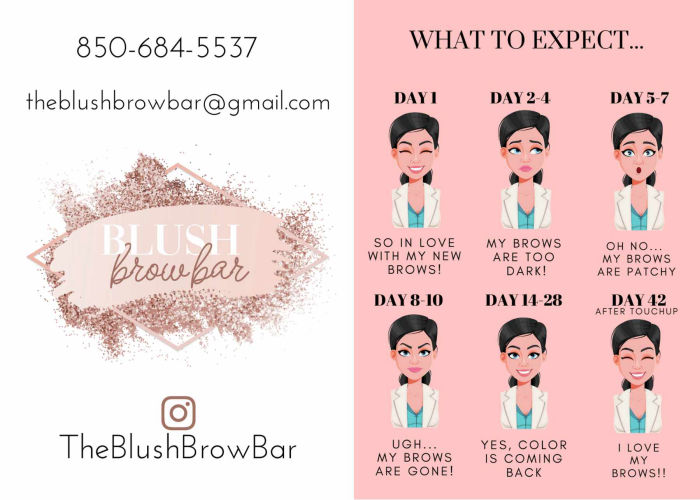 850-684-5537
theblushbrowbar@gmail.com
BLUSH
browbar
TheBlushBrowBar
WHAT TO EXPECT...
DAY 1
SO IN LOVE
WITH MY NEW
BROWS!
DAY 2-4
MY BROWS
ARE TOO
DARK!
DAY 5-7
OH NO...
MY BROWS
ARE PATCHY
DAY 8-10
UGH...
MY BROWS
ARE GONE!
DAY 14-28
YES, COLOR
IS COMING
BACK
DAY 42
AFTER TOUCHUP
I LOVE
MY
BROWS!!